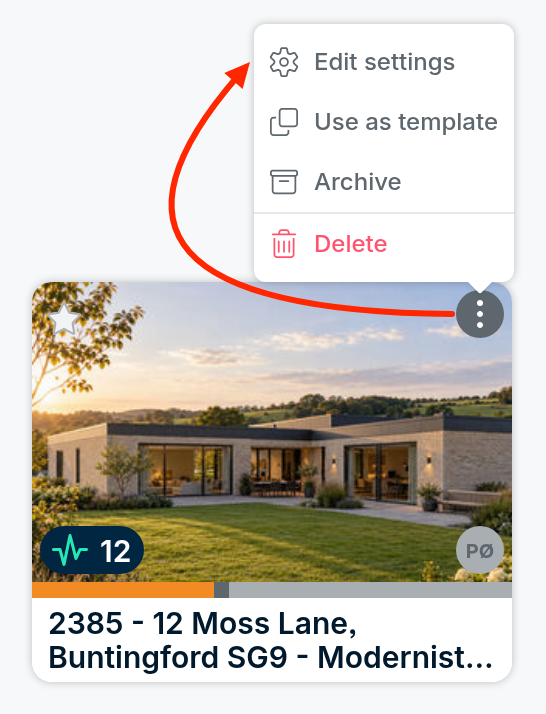 Edit settings
Use as template
Archive
Delete
12
PØ
2385 - 12 Moss Lane,
Buntingford SG9 - Modernist...